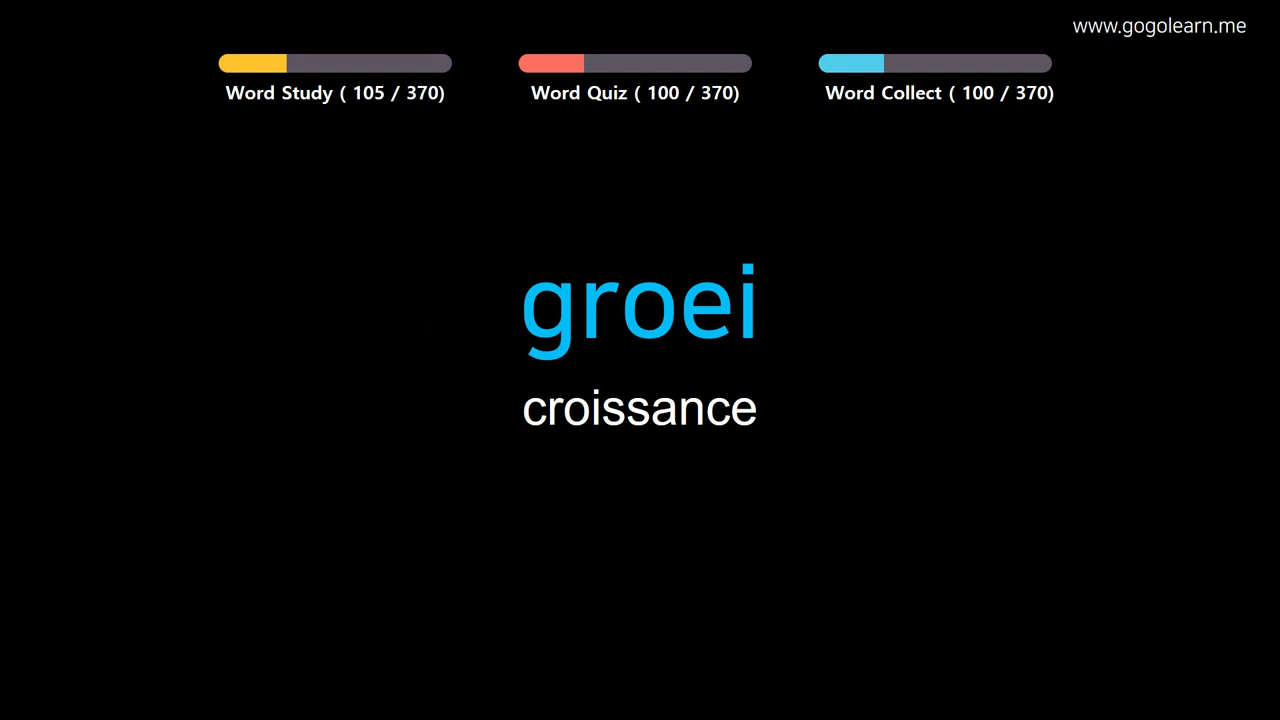 www.gogolearn.me
Word Study ( 105 / 370)
Word Quiz ( 100 / 370)
Word Collect ( 100 / 370)
groei
croissance